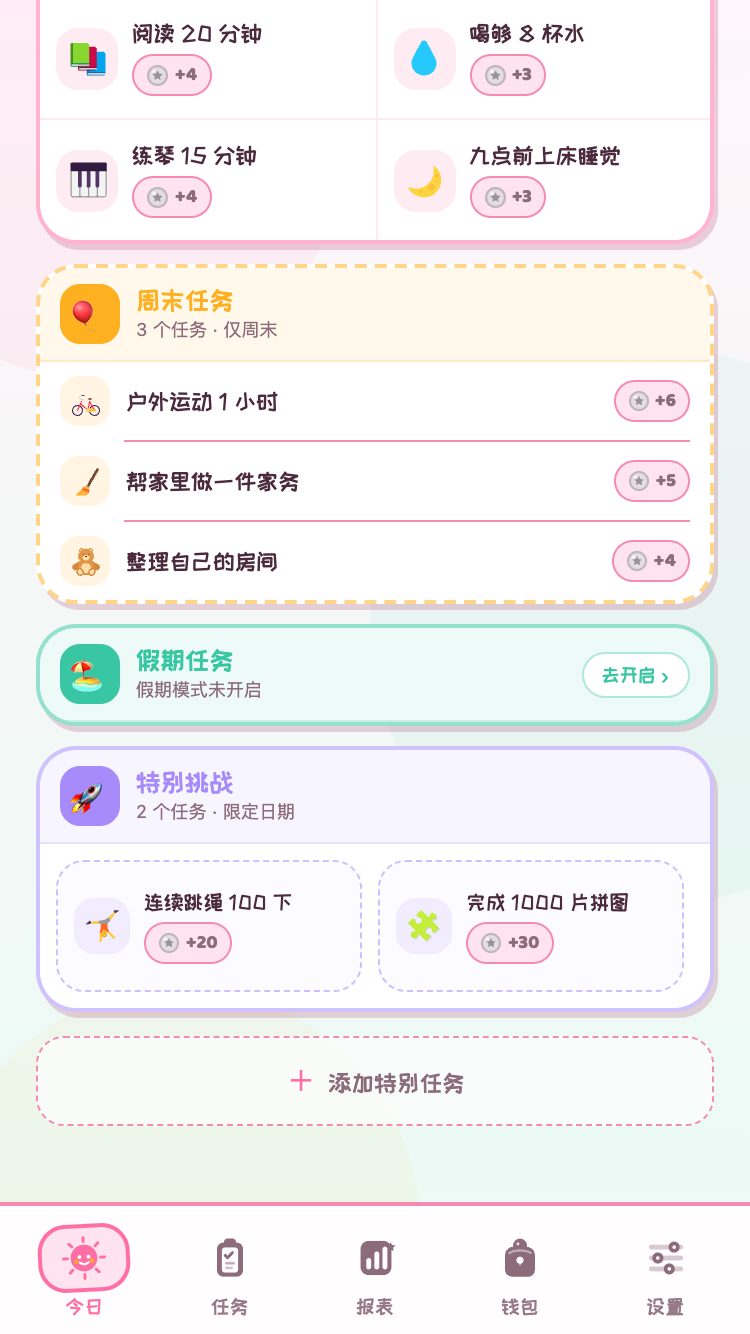 阅读 20 分钟
+4
喝够 8 杯水
+3
练琴 15 分钟
+4
九点前上床睡觉
+3
周末任务
3 个任务 · 仅周末
户外运动 1 小时
+6
帮家里做一件家务
+5
整理自己的房间
+4
假期任务
假期模式未开启
去开启 ›
特别挑战
2 个任务 · 限定日期
连续跳绳 100 下
+20
完成 1000 片拼图
+30
+ 添加特别任务
今日
任务
报表
钱包
设置